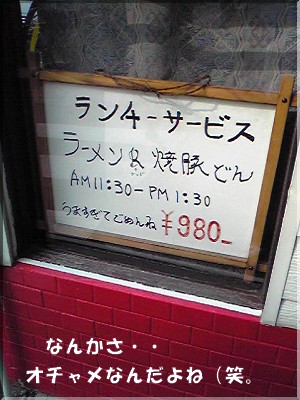 ランチーサービス
ラーメン&焼豚どん
AM11:30-PM1:30
うますぎてごめんね ¥980-
なんかさ・・
オチャメなんだよね(笑。